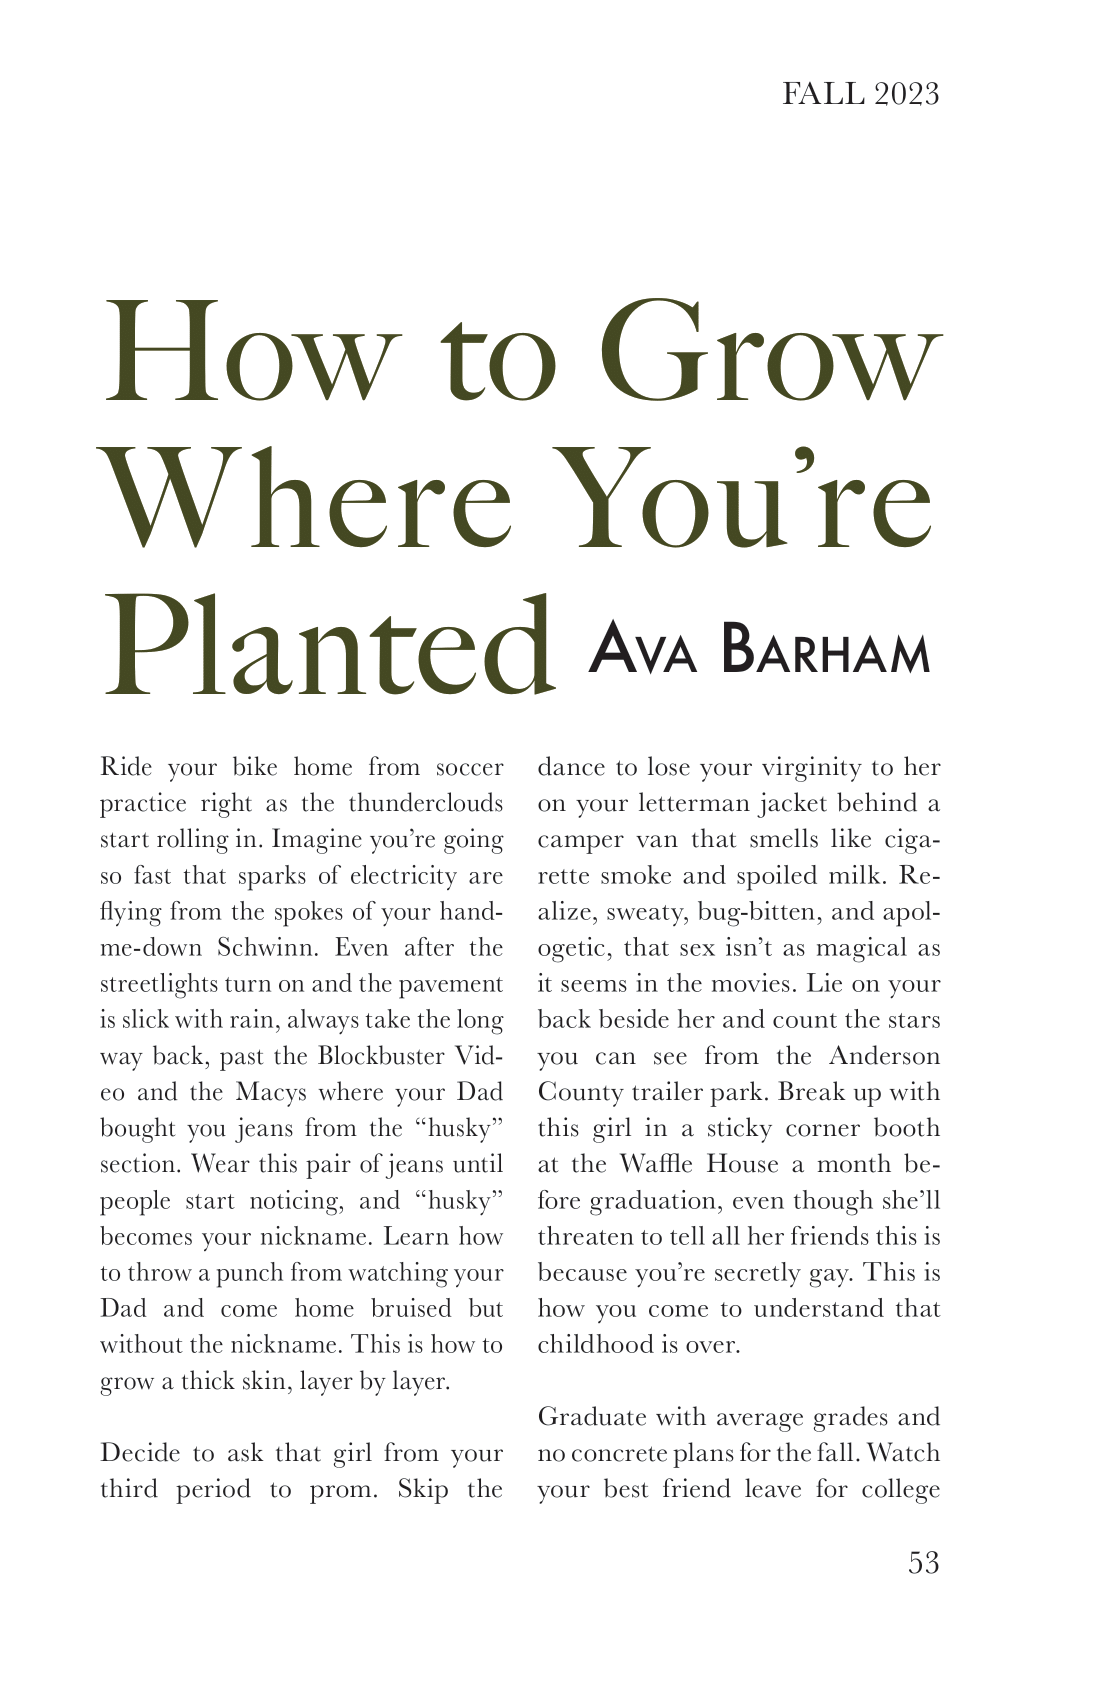 FALL 2023
How to Grow
Where You’re
Planted Ava Barham
Ride your bike home from soccer
practice right as the thunderclouds
start rolling in. Imagine you’re going
so fast that sparks of electricity are
flying from the spokes of your hand-
me-down Schwinn. Even after the
streetlights turn on and the pavement
is slick with rain, always take the long
way back, past the Blockbuster Vid-
eo and the Macys where your Dad
bought you jeans from the “husky”
section. Wear this pair of jeans until
people start noticing, and “husky”
becomes your nickname. Learn how
to throw a punch from watching your
Dad and come home bruised but
without the nickname. This is how to
grow a thick skin, layer by layer.
Decide to ask that girl from your
third period to prom. Skip the
dance to lose your virginity to her
on your letterman jacket behind a
camper van that smells like ciga-
rette smoke and spoiled milk. Re-
alize, sweaty, bug-bitten, and apol-
ogetic, that sex isn’t as magical as
it seems in the movies. Lie on your
back beside her and count the stars
you can see from the Anderson
County trailer park. Break up with
this girl in a sticky corner booth
at the Waffle House a month be-
fore graduation, even though she’ll
threaten to tell all her friends this is
because you’re secretly gay. This is
how you come to understand that
childhood is over.
Graduate with average grades and
no concrete plans for the fall. Watch
your best friend leave for college
53